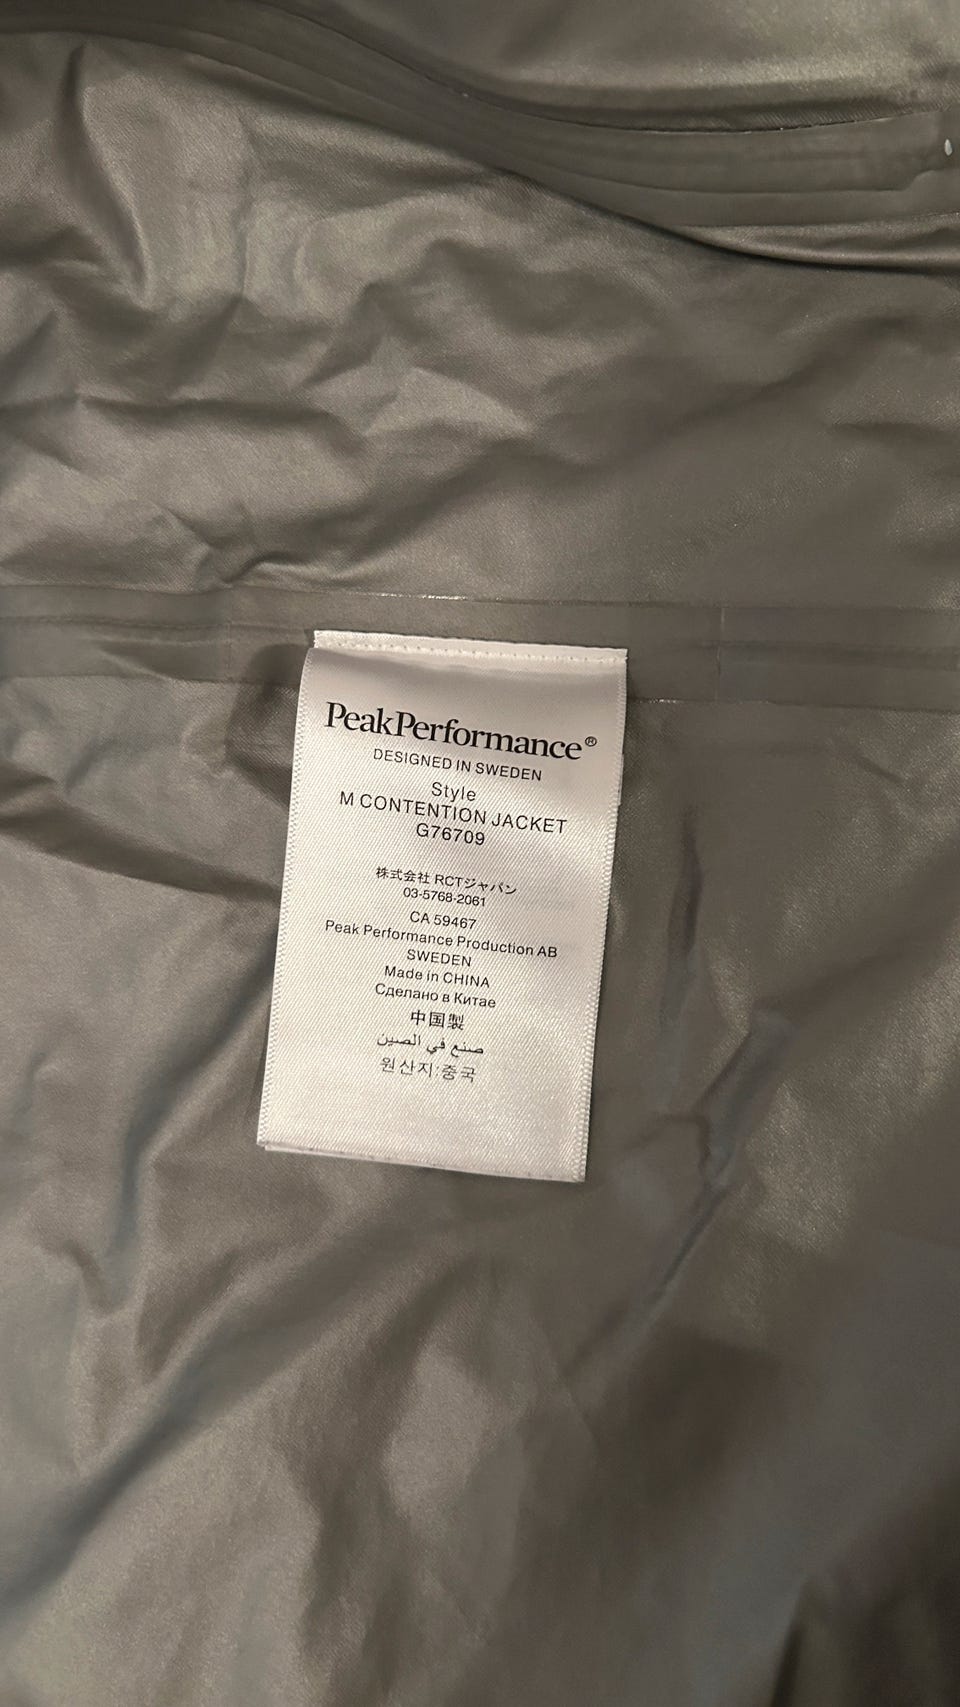 PeakPerformance®
DESIGNED IN SWEDEN
Style
M CONTENTION JACKET
G76709
株式会社 RCTジャパン
03-5768-2061
CA 59467
Peak Performance Production AB
SWEDEN
Made in CHINA
Сделано в Китае
中国製
صنع في الصين
원산지:중국